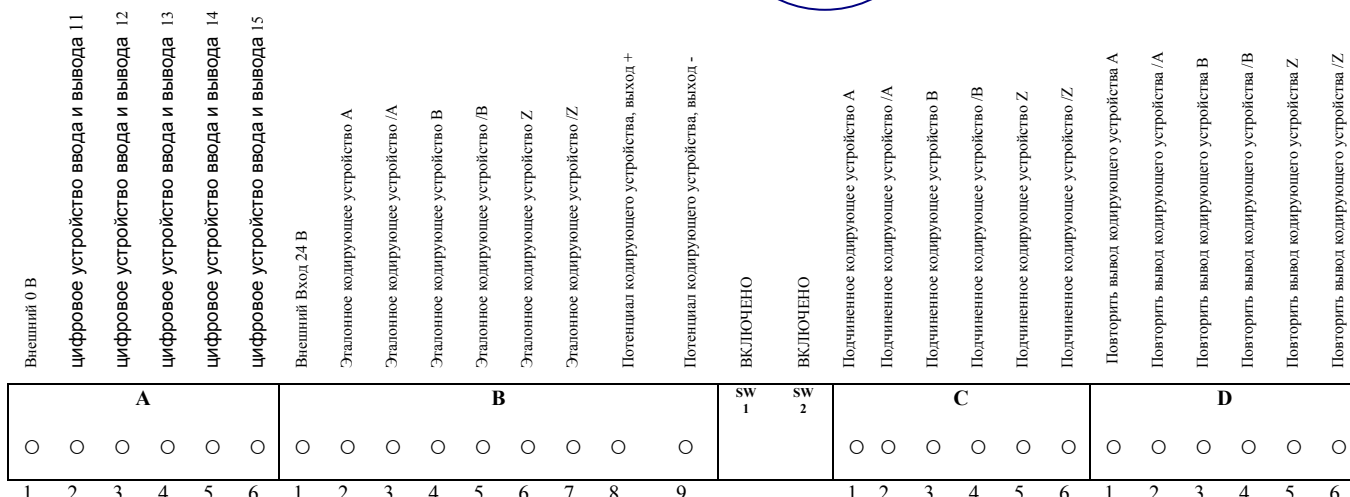 Внешний 0 В
цифровое устройство ввода и вывода 11
цифровое устройство ввода и вывода 12
цифровое устройство ввода и вывода 13
цифровое устройство ввода и вывода 14
цифровое устройство ввода и вывода 15
Внешний Вход 24 В
Эталонное кодирующее устройство A
Эталонное кодирующее устройство /A
Эталонное кодирующее устройство B
Эталонное кодирующее устройство /B
Эталонное кодирующее устройство Z
Эталонное кодирующее устройство /Z
Потенциал кодирующего устройства, выход +
Потенциал кодирующего устройства, выход -
ВКЛЮЧЕНО
ВКЛЮЧЕНО
Подчиненное кодирующее устройство A
Подчиненное кодирующее устройство /A
Подчиненное кодирующее устройство B
Подчиненное кодирующее устройство /B
Подчиненное кодирующее устройство Z
Подчиненное кодирующее устройство /Z
Повторить вывод кодирующего устройства A
Повторить вывод кодирующего устройства /A
Повторить вывод кодирующего устройства B
Повторить вывод кодирующего устройства /B
Повторить вывод кодирующего устройства Z
Повторить вывод кодирующего устройства /Z
A B SW 1 SW 2 C D
1 2 3 4 5 6 1 2 3 4 5 6 7 8 9 1 2 3 4 5 6 1 2 3 4 5 6